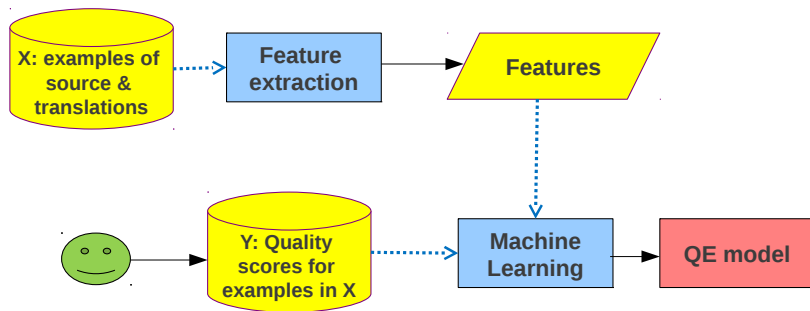 X: examples of
source &
translations
Feature
extraction
Features
Y: Quality
scores for
examples in X
Machine
Learning
QE model